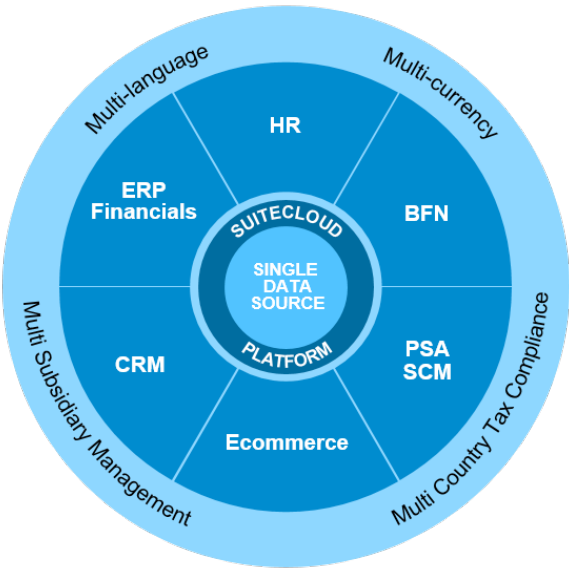 Multi-language
Multi-currency
HR
ERP
Financials
BFN
SUITECLOUD
SINGLE
DATA
SOURCE
PLATFORM
CRM
PSA
SCM
Ecommerce
Multi Subsidiary Management
Multi Country Tax Compliance